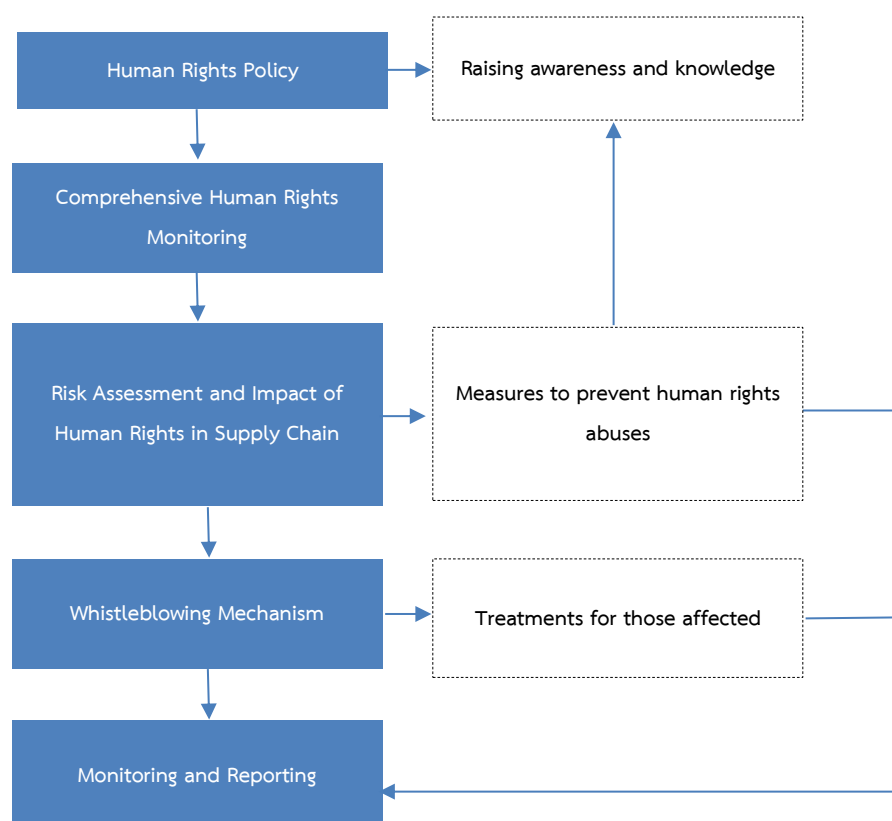 Human Rights Policy
Raising awareness and knowledge
Comprehensive Human Rights
Monitoring
Risk Assessment and Impact of
Human Rights in Supply Chain
Measures to prevent human rights
abuses
Whistleblowing Mechanism
Treatments for those affected
Monitoring and Reporting